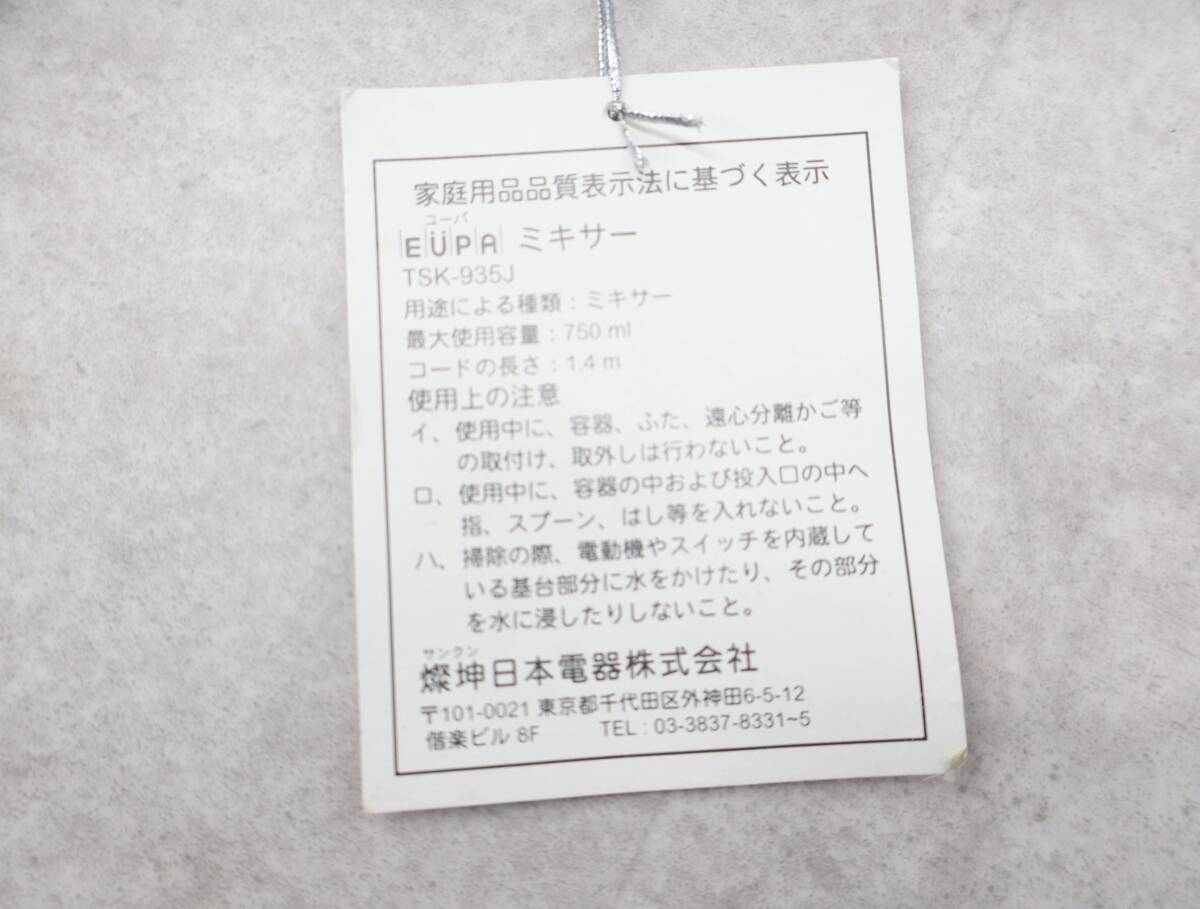 家庭用品品質表示法に基づく表示
ユーパ
EUPA ミキサー
TSK-935J
用途による種類：ミキサー
最大使用容量：750 ml
コードの長さ：1.4 m
使用上の注意
イ、使用中に、容器、ふた、遠心分離かご等
の取付け、取外しは行わないこと。
ロ、使用中に、容器の中および投入口の中へ
指、スプーン、はし等を入れないこと。
ハ、掃除の際、電動機やスイッチを内蔵して
いる基台部分に水をかけたり、その部分
を水に浸したりしないこと。
サンクン
燦坤日本電器株式会社
〒101-0021 東京都千代田区外神田6-5-12
偕楽ビル 8F TEL : 03-3837-8331~5